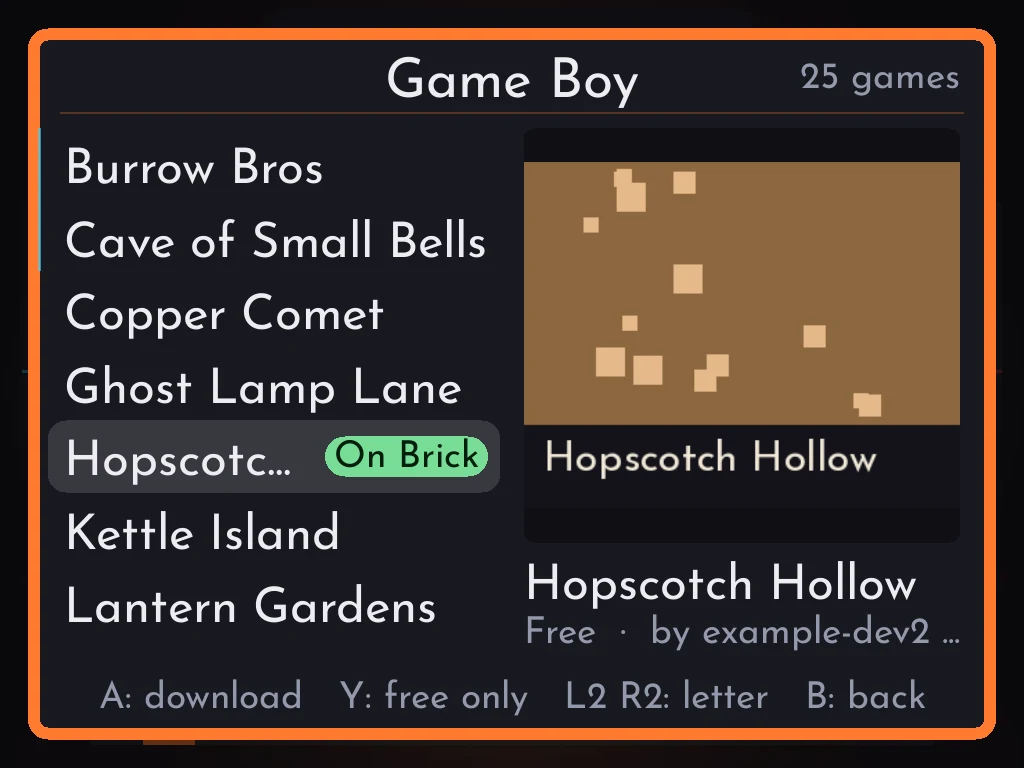 Game Boy
25 games
Burrow Bros
Cave of Small Bells
Copper Comet
Ghost Lamp Lane
Hopscotc... On Brick
Kettle Island
Lantern Gardens
Hopscotch Hollow
Hopscotch Hollow
Free · by example-dev2 ...
A: download Y: free only L2 R2: letter B: back